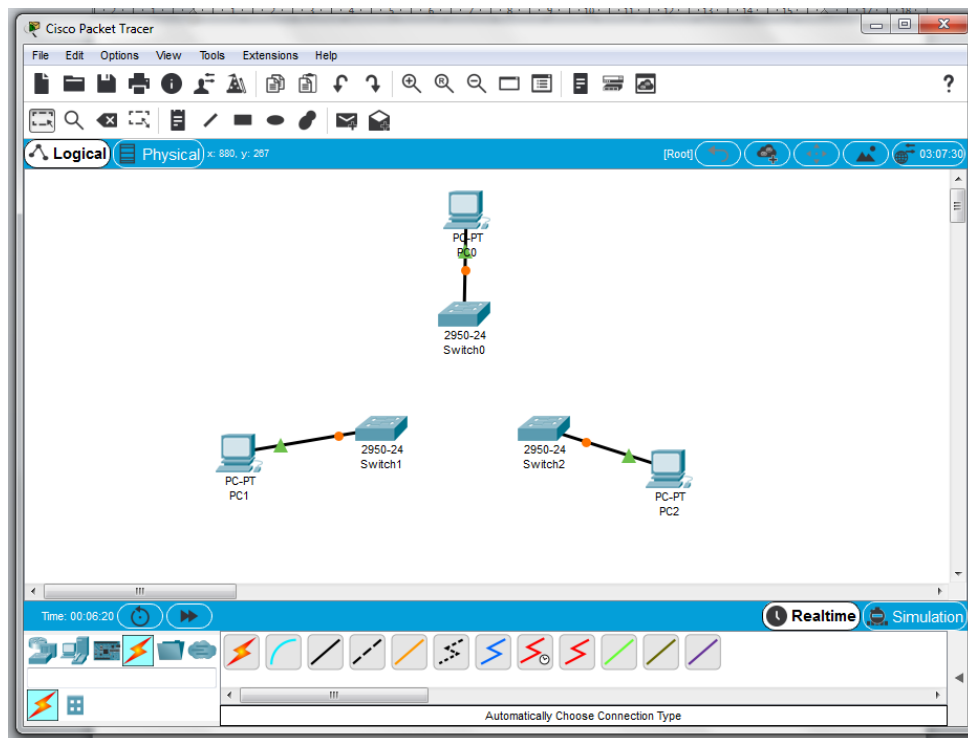 Cisco Packet Tracer
File Edit Options View Tools Extensions Help
?
Logical Physical x: 880, y: 267 [Root] 03:07:30
PC-PT
PC0
2950-24
Switch0
2950-24
Switch1
2950-24
Switch2
PC-PT
PC1
PC-PT
PC2
Time: 00:06:20 Realtime Simulation
Automatically Choose Connection Type